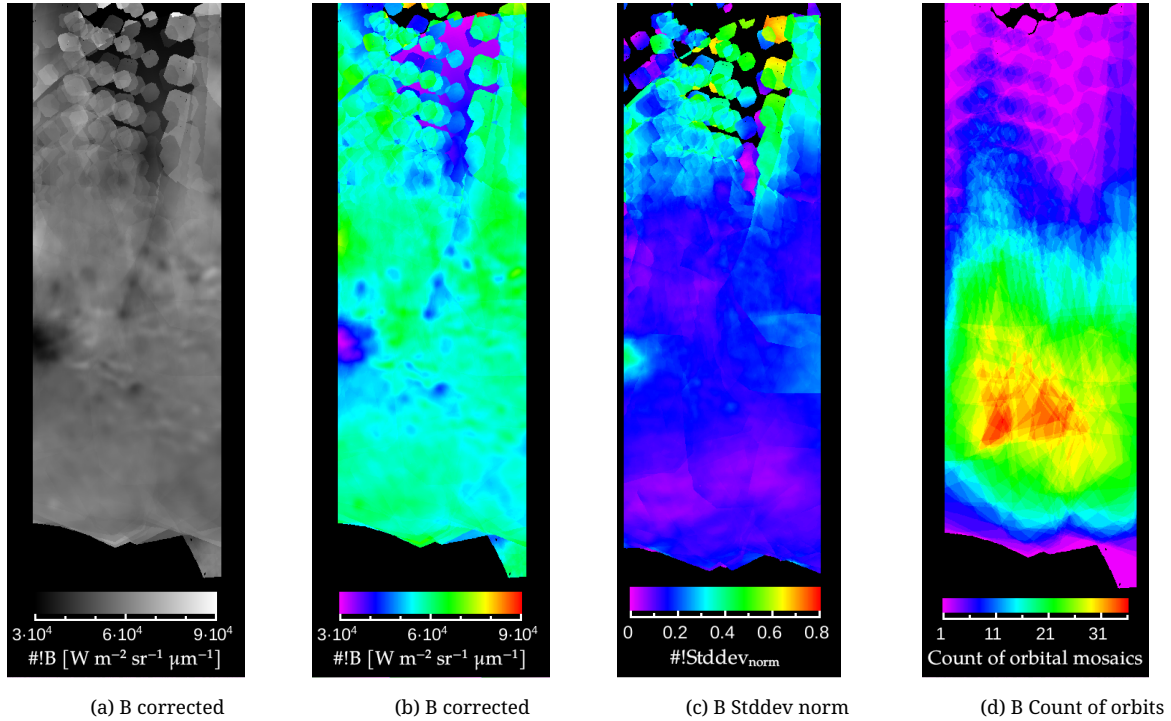 3·10⁴ 6·10⁴ 9·10⁴
#!B [W m⁻² sr⁻¹ μm⁻¹]
(a) B corrected
3·10⁴ 6·10⁴ 9·10⁴
#!B [W m⁻² sr⁻¹ μm⁻¹]
(b) B corrected
0 0.2 0.4 0.6 0.8
#!Stddevₙₒᵣₘ
(c) B Stddev norm
1 11 21 31
Count of orbital mosaics
(d) B Count of orbits